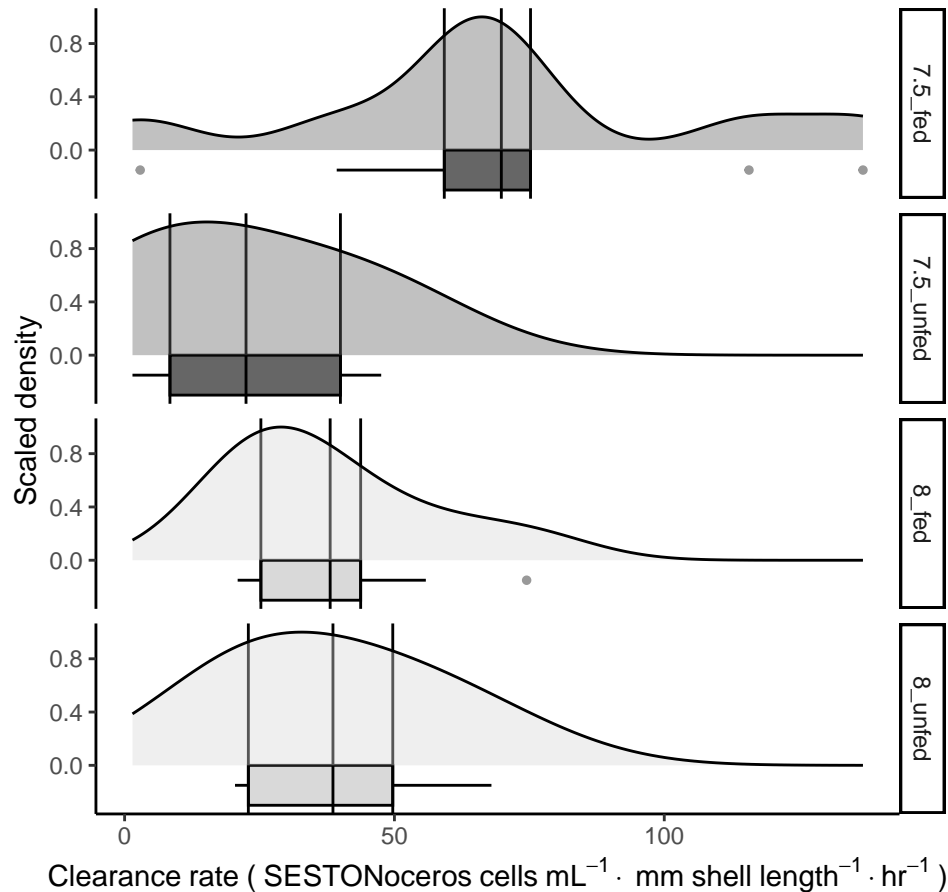 0.8
0.4
0.0
7.5_fed
0.8
0.4
0.0
7.5_unfed
0.8
0.4
0.0
8_fed
0.8
0.4
0.0
8_unfed
Scaled density
0 50 100
Clearance rate ( SESTONoceros cells mL⁻¹ · mm shell length⁻¹ · hr⁻¹ )